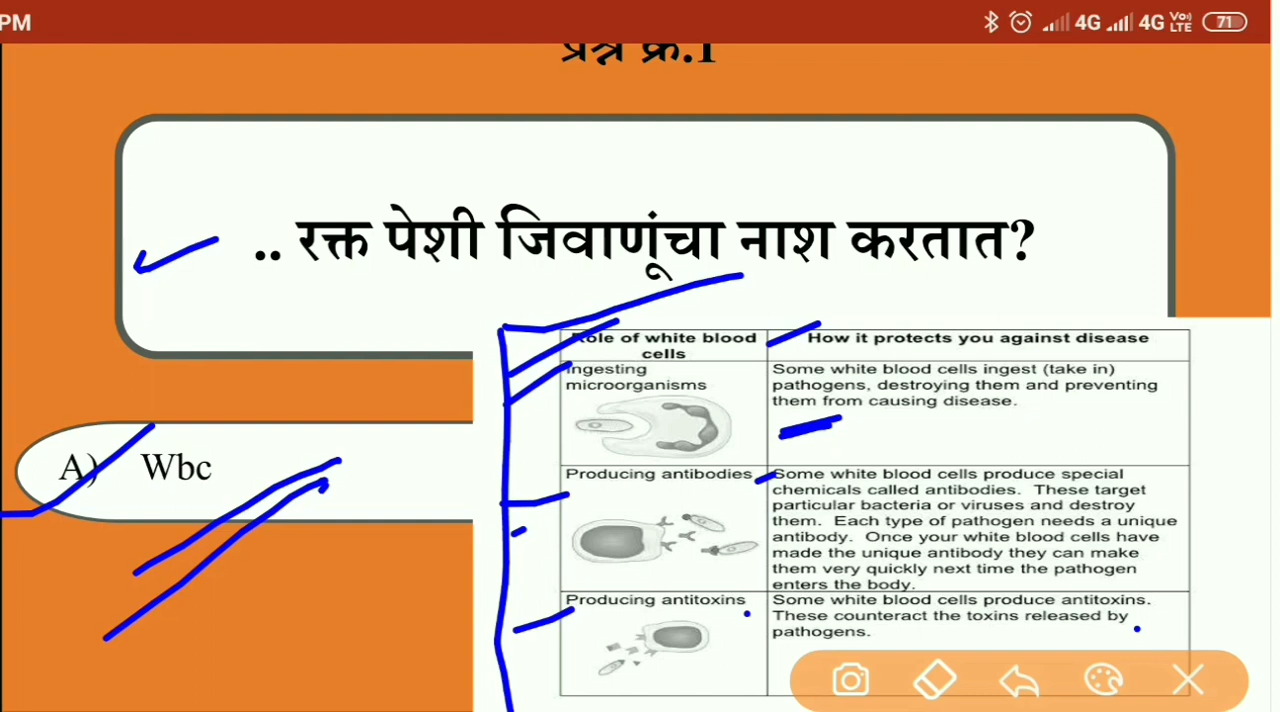 PM
4G
4G
Vo) LTE
71
प्रश्न क्र.1
.. रक्त पेशी जिवाणूंचा नाश करतात?
A) Wbc
Role of white blood cells
How it protects you against disease
Ingesting
microorganisms
Some white blood cells ingest (take in)
pathogens, destroying them and preventing
them from causing disease.
Producing antibodies
Some white blood cells produce special
chemicals called antibodies. These target
particular bacteria or viruses and destroy
them. Each type of pathogen needs a unique
antibody. Once your white blood cells have
made the unique antibody they can make
them very quickly next time the pathogen
enters the body.
Producing antitoxins
Some white blood cells produce antitoxins.
These counteract the toxins released by
pathogens.